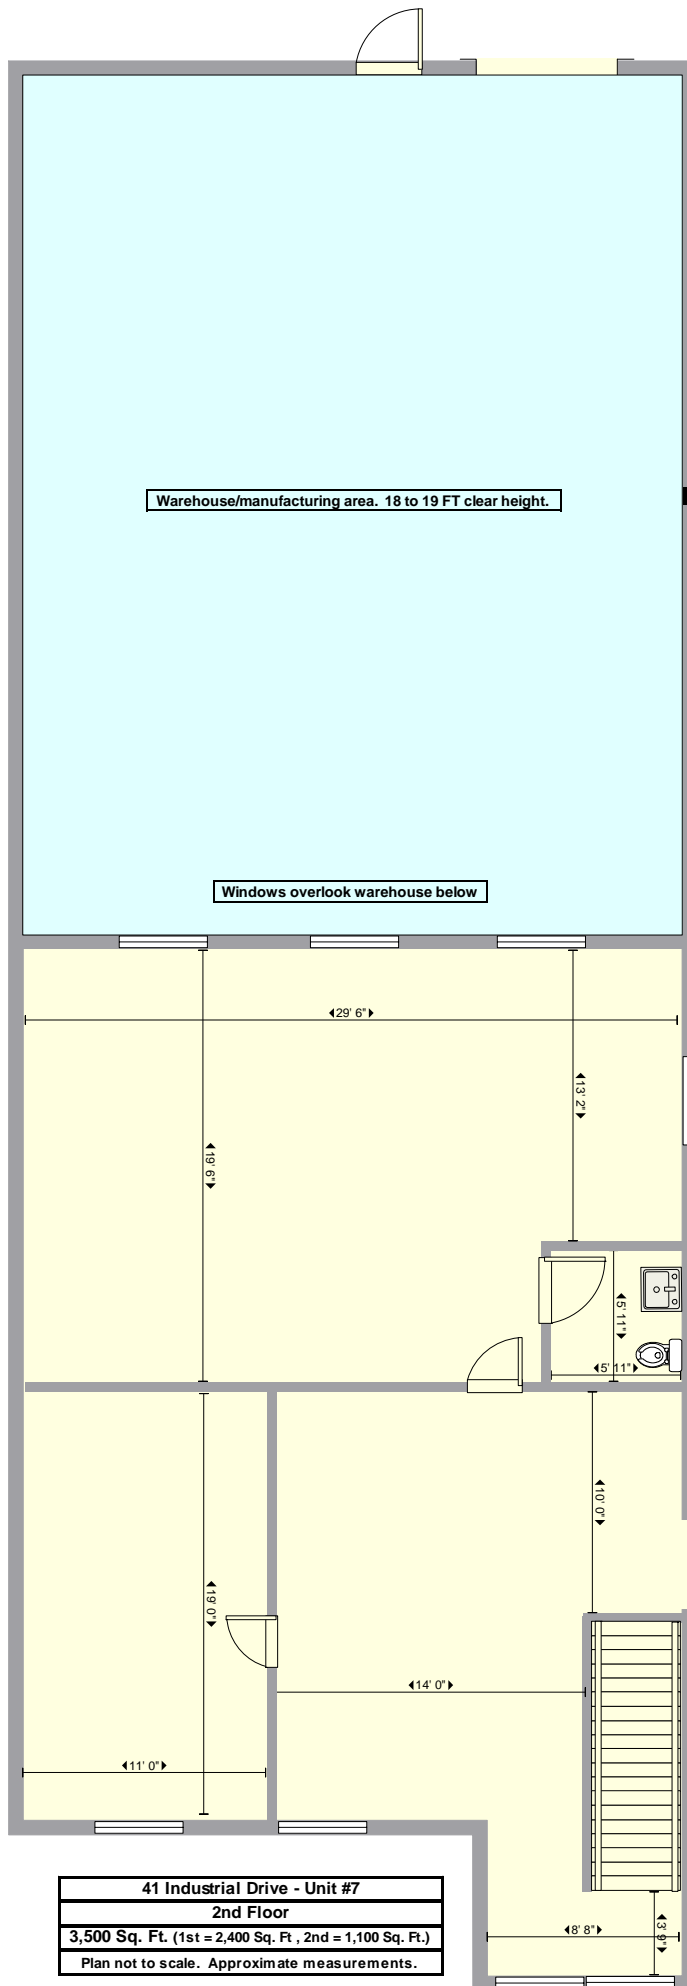 Warehouse/manufacturing area. 18 to 19 FT clear height.
Windows overlook warehouse below
29' 6"
13' 2"
19' 6"
5' 11"
5' 11"
10' 0"
19' 0"
14' 0"
11' 0"
8' 8"
3' 9"
41 Industrial Drive - Unit #7
2nd Floor
3,500 Sq. Ft. (1st = 2,400 Sq. Ft , 2nd = 1,100 Sq. Ft.)
Plan not to scale. Approximate measurements.